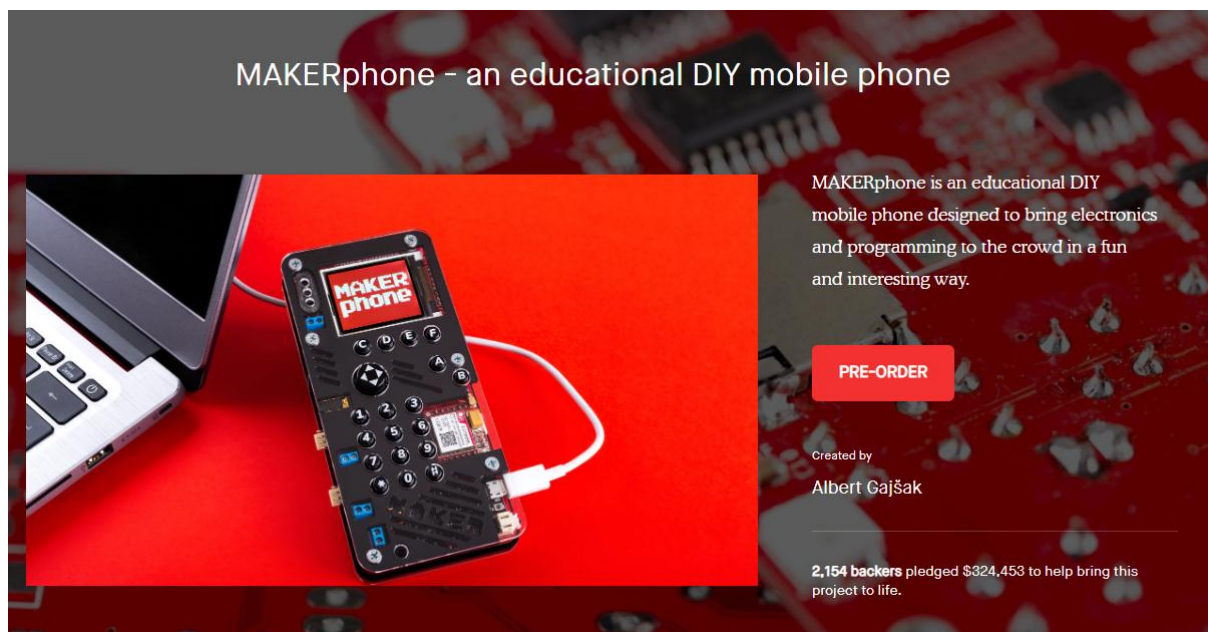 MAKERphone - an educational DIY mobile phone
MAKERphone is an educational DIY
mobile phone designed to bring electronics
and programming to the crowd in a fun
and interesting way.
PRE-ORDER
Created by
Albert Gajšak
2,154 backers pledged $324,453 to help bring this
project to life.
MAKER
phone
C D E F
A
B
1 2 3
4 5 6
7 8 9
* 0 #
MAKER